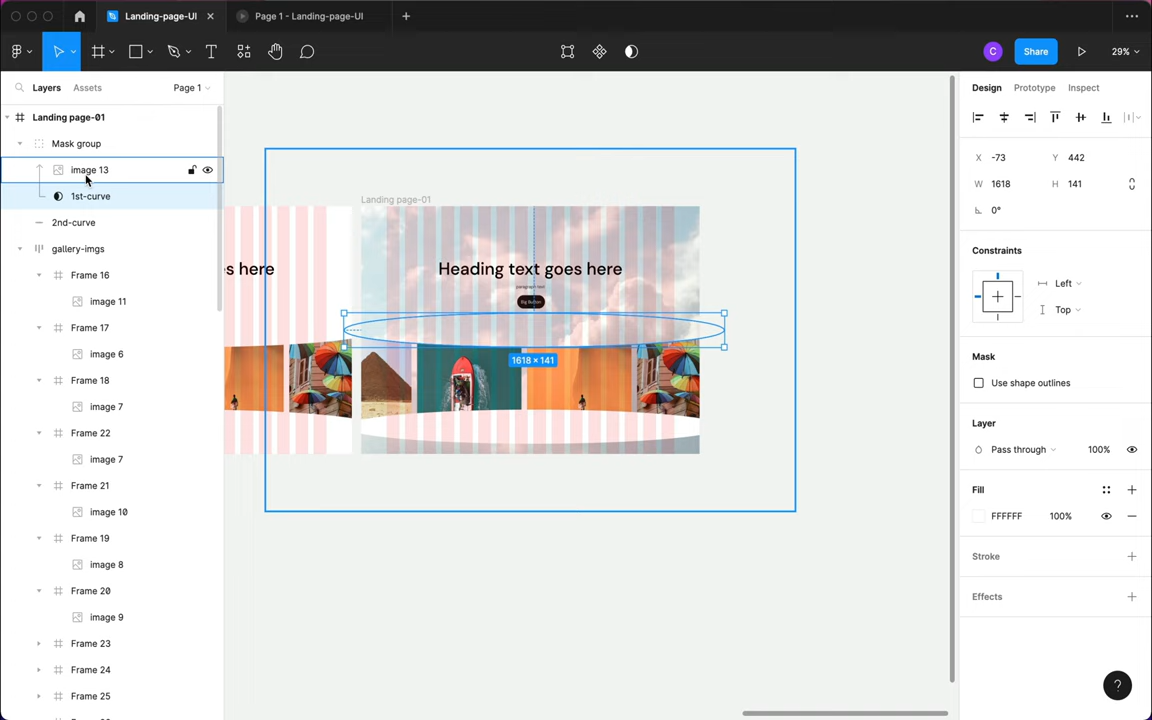 Landing-page-UI
Page 1 - Landing-page-UI
Share
29%
C
Layers
Assets
Page 1
Landing page-01
Mask group
image 13
1st-curve
2nd-curve
gallery-imgs
Frame 16
image 11
Frame 17
image 6
Frame 18
image 7
Frame 22
image 7
Frame 21
image 10
Frame 19
image 8
Frame 20
image 9
Frame 23
Frame 24
Frame 25
s here
Landing page-01
Heading text goes here
paragraph text
Big Button
1618 × 141
Design
Prototype
Inspect
X -73
Y 442
W 1618
H 141
0°
Constraints
Left
Top
Mask
Use shape outlines
Layer
Pass through
100%
Fill
FFFFFF
100%
Stroke
Effects
?